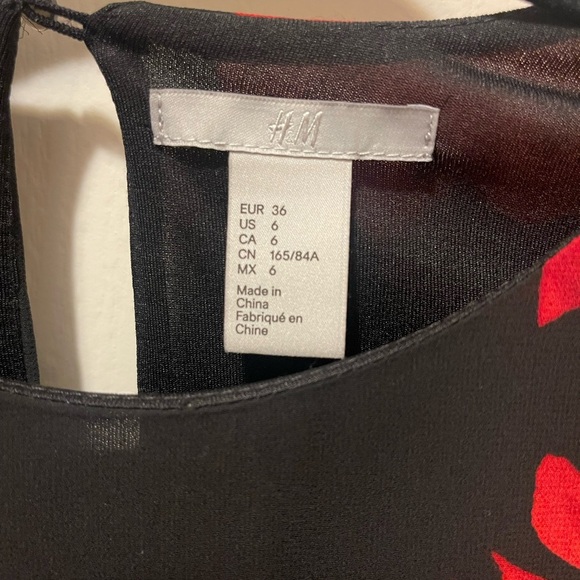 H&M
EUR 36
US 6
CA 6
CN 165/84A
MX 6
Made in
China
Fabriqué en
Chine